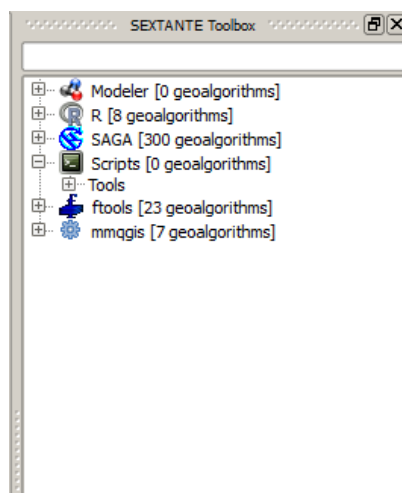 SEXTANTE Toolbox
Modeler [0 geoalgorithms]
R [8 geoalgorithms]
SAGA [300 geoalgorithms]
Scripts [0 geoalgorithms]
Tools
ftools [23 geoalgorithms]
mmqgis [7 geoalgorithms]